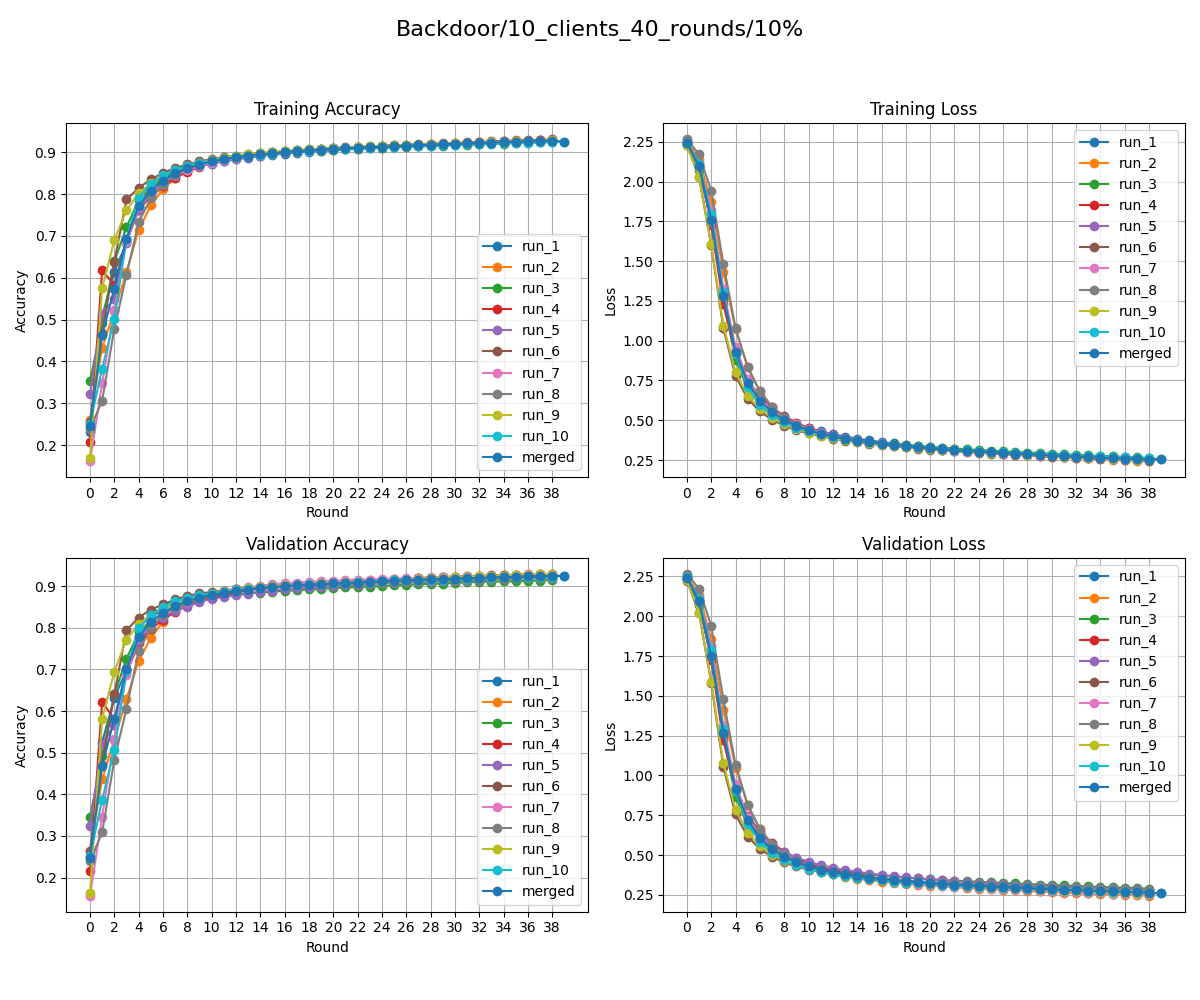 Backdoor/10_clients_40_rounds/10%
Training Accuracy
Accuracy
0.9
0.8
0.7
0.6
0.5
0.4
0.3
0.2
run_1
run_2
run_3
run_4
run_5
run_6
run_7
run_8
run_9
run_10
merged
0 2 4 6 8 10 12 14 16 18 20 22 24 26 28 30 32 34 36 38
Round
Training Loss
Loss
2.25
2.00
1.75
1.50
1.25
1.00
0.75
0.50
0.25
run_1
run_2
run_3
run_4
run_5
run_6
run_7
run_8
run_9
run_10
merged
0 2 4 6 8 10 12 14 16 18 20 22 24 26 28 30 32 34 36 38
Round
Validation Accuracy
Accuracy
0.9
0.8
0.7
0.6
0.5
0.4
0.3
0.2
run_1
run_2
run_3
run_4
run_5
run_6
run_7
run_8
run_9
run_10
merged
0 2 4 6 8 10 12 14 16 18 20 22 24 26 28 30 32 34 36 38
Round
Validation Loss
Loss
2.25
2.00
1.75
1.50
1.25
1.00
0.75
0.50
0.25
run_1
run_2
run_3
run_4
run_5
run_6
run_7
run_8
run_9
run_10
merged
0 2 4 6 8 10 12 14 16 18 20 22 24 26 28 30 32 34 36 38
Round